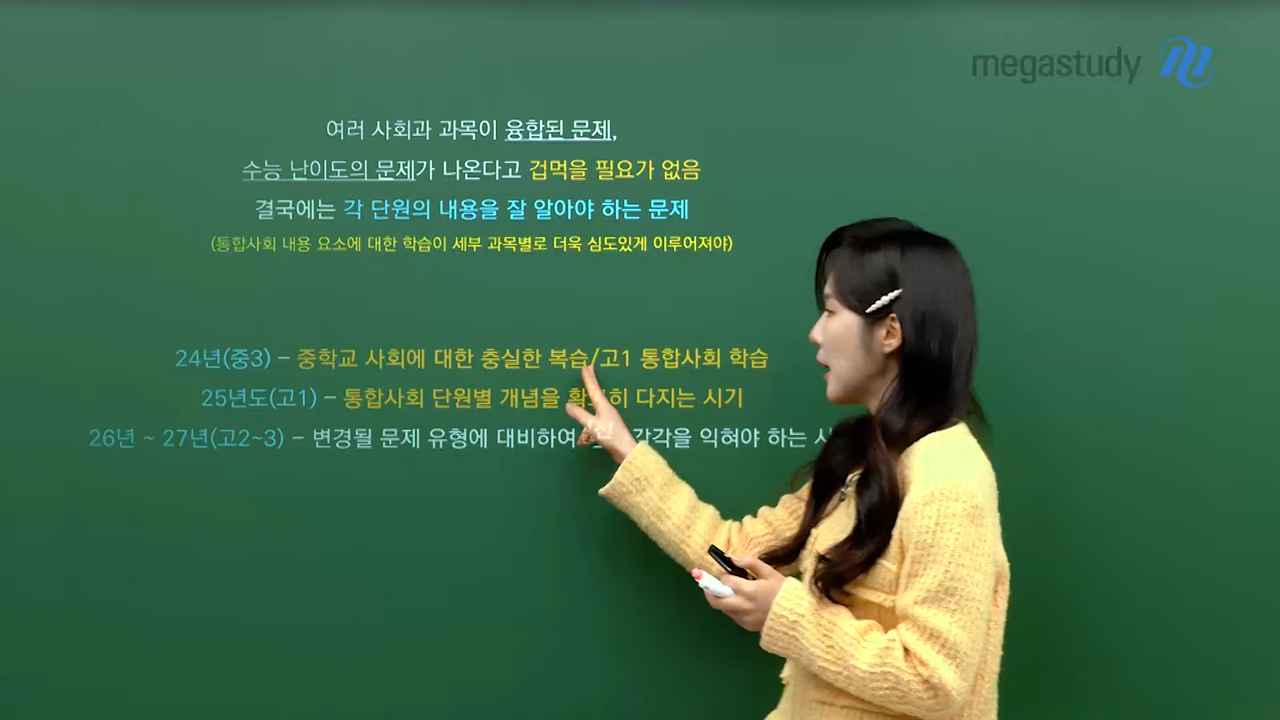 megastudy
여러 사회과 과목이 융합된 문제,
수능 난이도의 문제가 나온다고 겁먹을 필요가 없음
결국에는 각 단원의 내용을 잘 알아야 하는 문제
(통합사회 내용 요소에 대한 학습이 세부 과목별로 더욱 심도있게 이루어져야)
24년(중3) – 중학교 사회에 대한 충실한 복습/고1 통합사회 학습
25년도(고1) – 통합사회 단원별 개념을 다지는 시기
26년 ~ 27년(고2~3) – 변경될 문제 유형에 대비하여 감각을 익혀야 하는